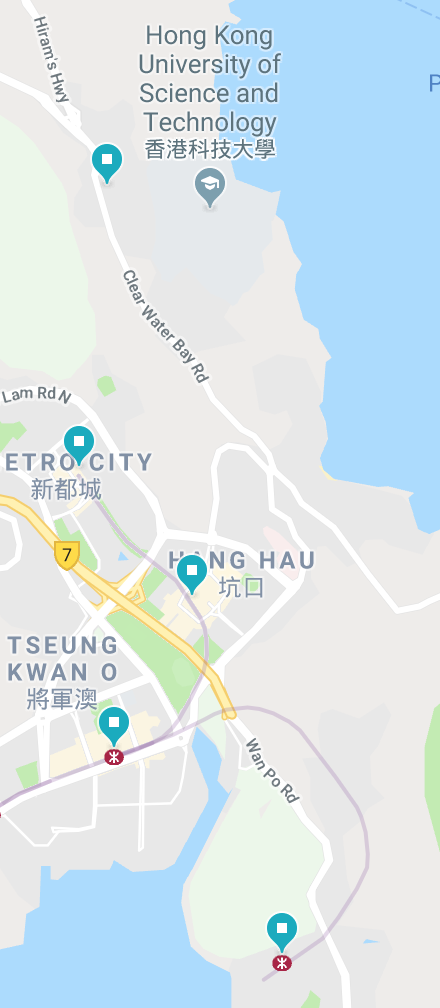 Hiram's Hwy
Hong Kong
University of
Science and
Technology
香港科技大學
P
Clear Water Bay Rd
Lam Rd N
ETRO CITY
新都城
7
HANG HAU
坑口
TSEUNG
KWAN O
將軍澳
Wan Po Rd